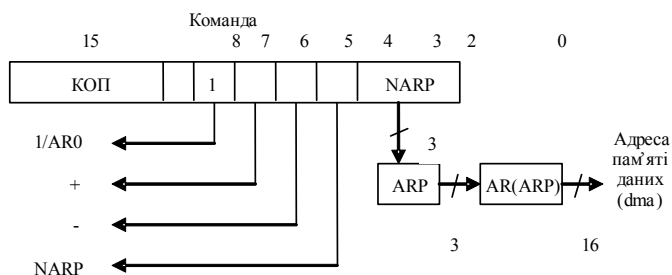 Команда
15 8 7 6 5 4 3 2 0
КОП 1 NARP
1/AR0
+
-
NARP
3
ARP
AR(ARP)
3
16
Адреса
пам’яті
даних
(dma)